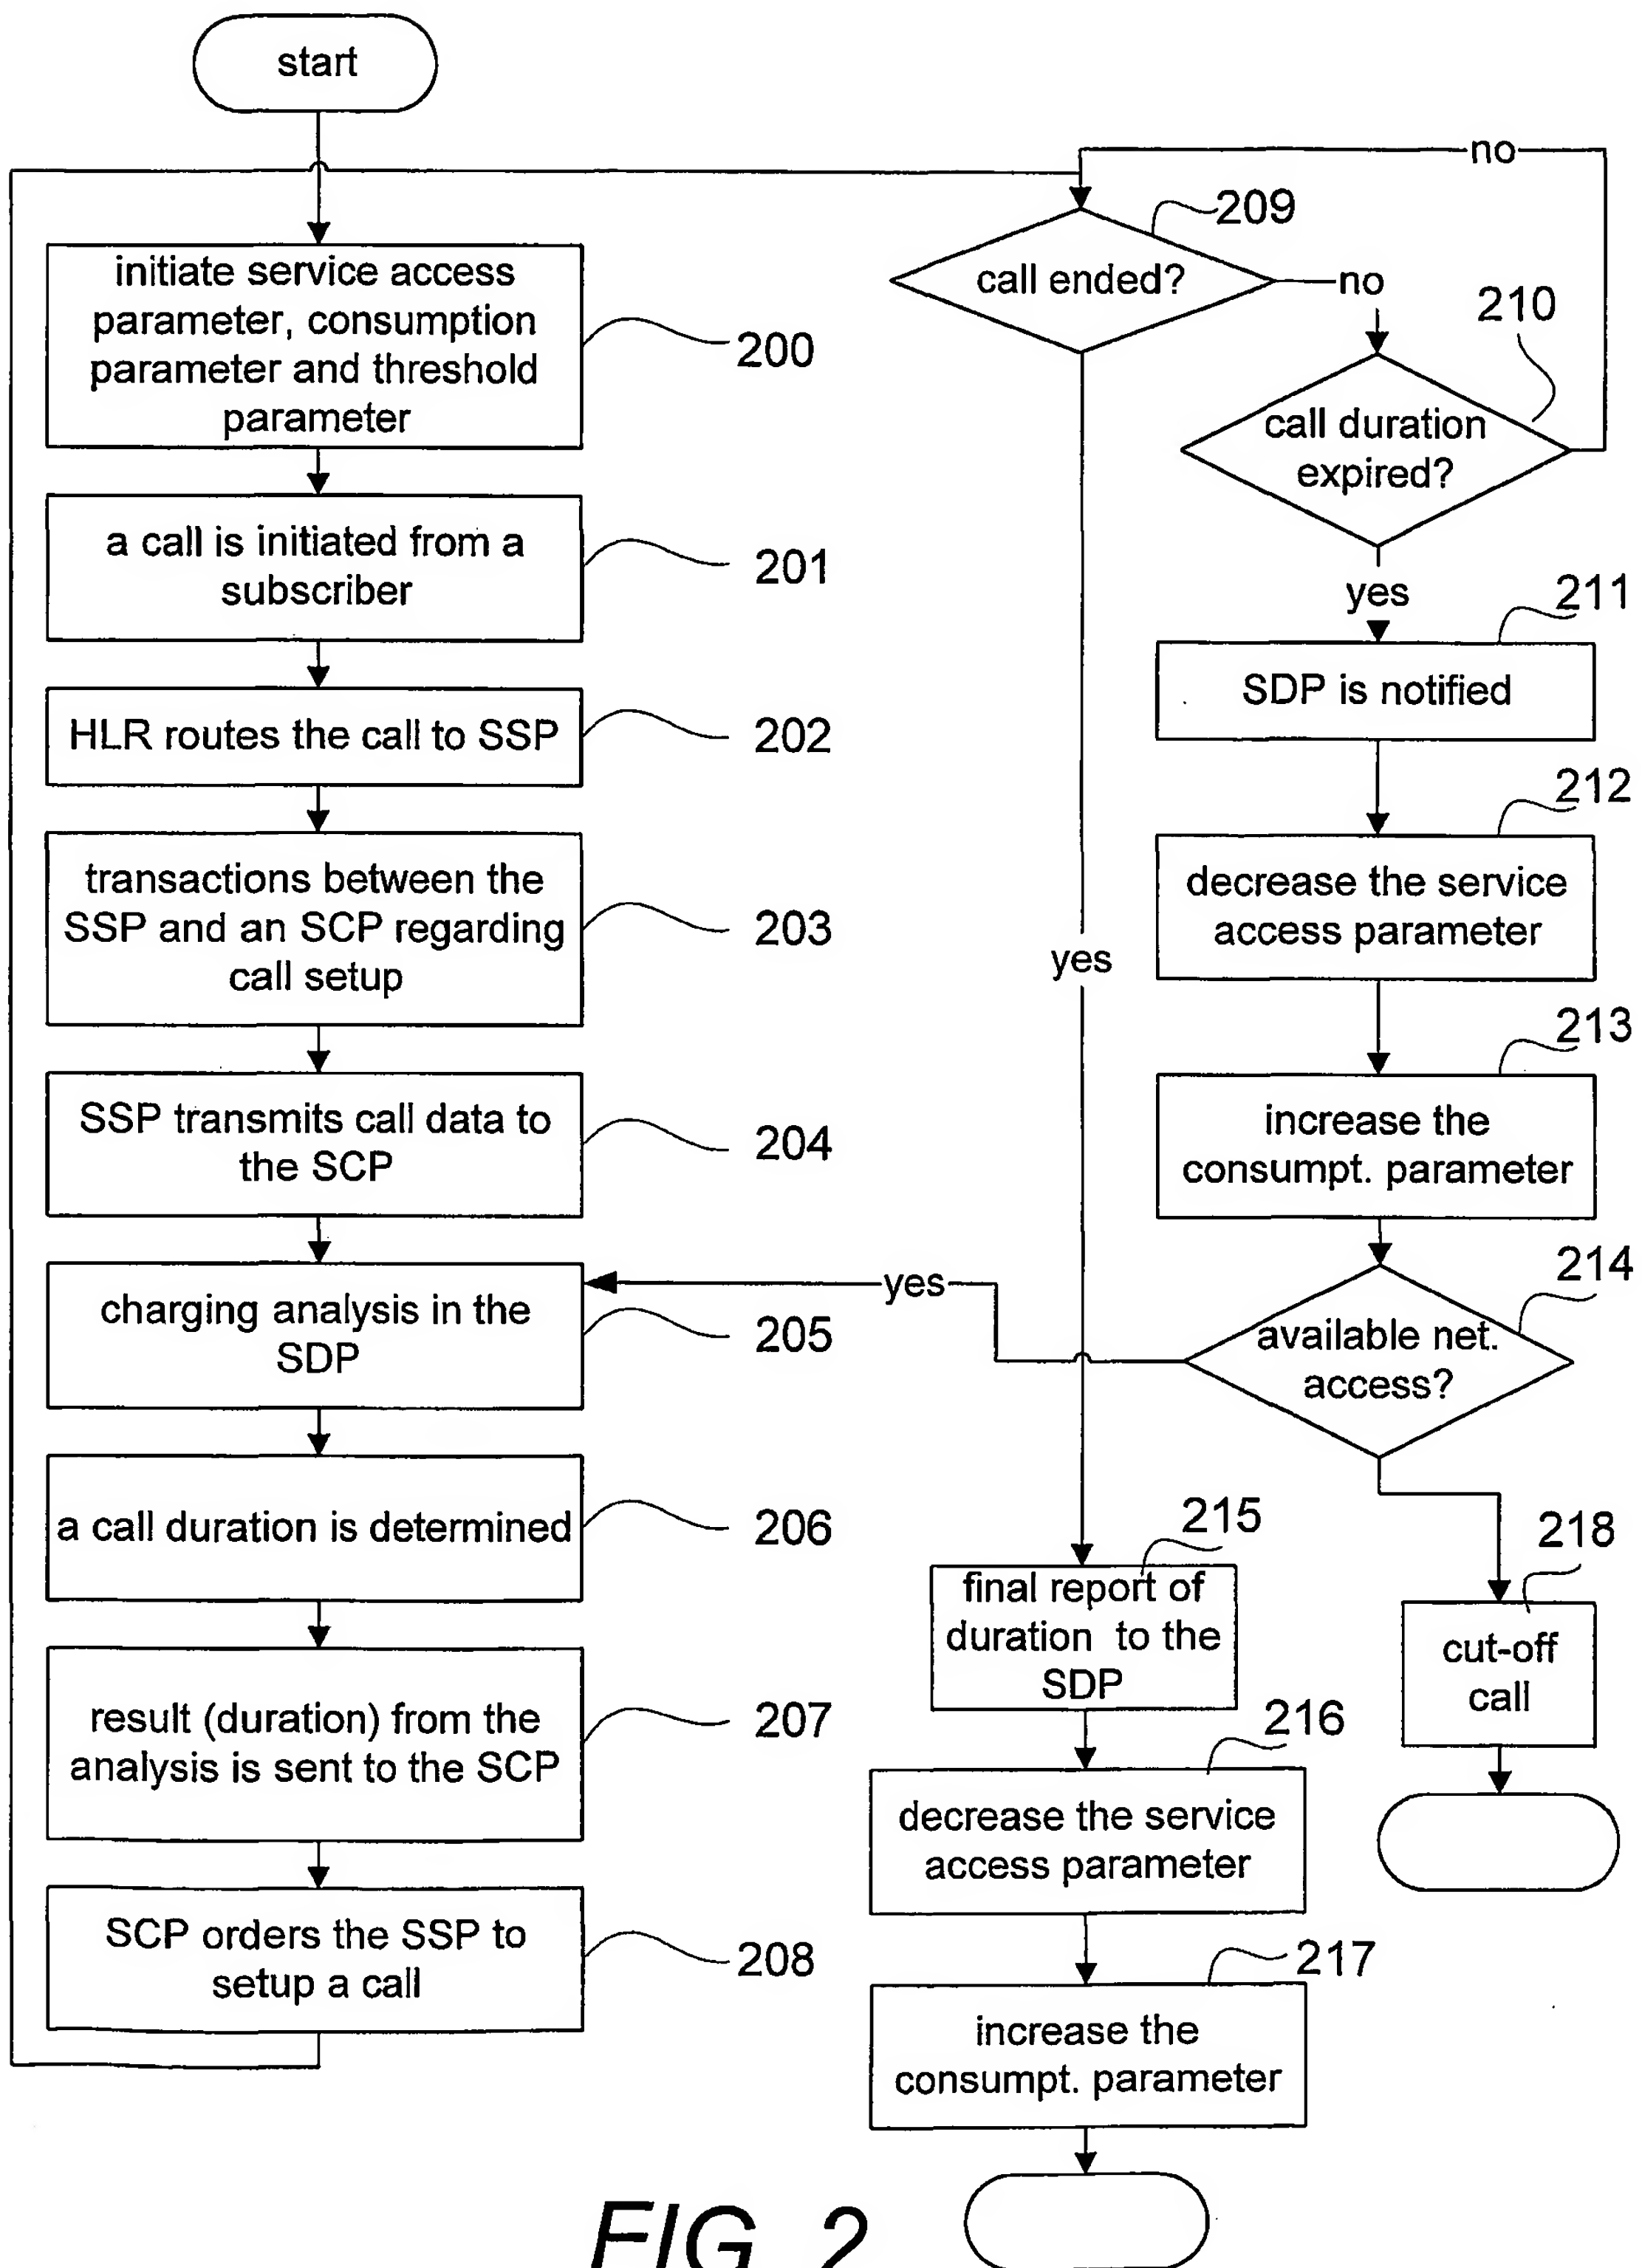 start
initiate service access
parameter, consumption
parameter and threshold
parameter
200
a call is initiated from a
subscriber
201
HLR routes the call to SSP
202
transactions between the
SSP and an SCP regarding
call setup
203
SSP transmits call data to
the SCP
204
charging analysis in the
SDP
205
a call duration is determined
206
result (duration) from the
analysis is sent to the SCP
207
SCP orders the SSP to
setup a call
208
no
209
call ended?
no
210
call duration
expired?
yes
211
SDP is notified
212
decrease the service
access parameter
yes
213
increase the
consumpt. parameter
214
available net.
access?
yes
215
final report of
duration to the
SDP
218
cut-off
call
216
decrease the service
access parameter
217
increase the
consumpt. parameter
FIG. 2